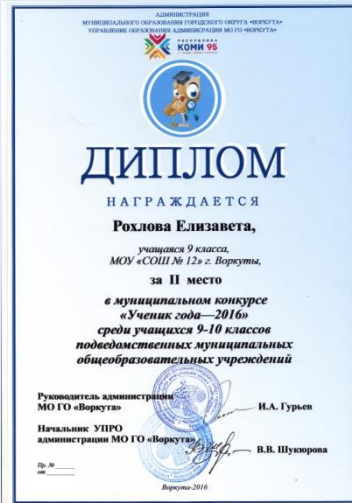 АДМИНИСТРАЦИЯ
МУНИЦИПАЛЬНОГО ОБРАЗОВАНИЯ ГОРОДСКОГО ОКРУГА «ВОРКУТА»
УПРАВЛЕНИЕ ОБРАЗОВАНИЯ АДМИНИСТРАЦИИ МО ГО «ВОРКУТА»
РЕСПУБЛИКА
КОМИ 95
ДИПЛОМ
НАГРАЖДАЕТСЯ
Рохлова Елизавета,
учащаяся 9 класса,
МОУ «СОШ № 12» г. Воркуты,
за II место
в муниципальном конкурсе
«Ученик года—2016»
среди учащихся 9-10 классов
подведомственных муниципальных
общеобразовательных учреждений
Руководитель администрации
МО ГО «Воркута»
И.А. Гурьев
Начальник УПРО
администрации МО ГО «Воркута»
В.В. Шукюрова
Пр. №
от
Воркута-2016